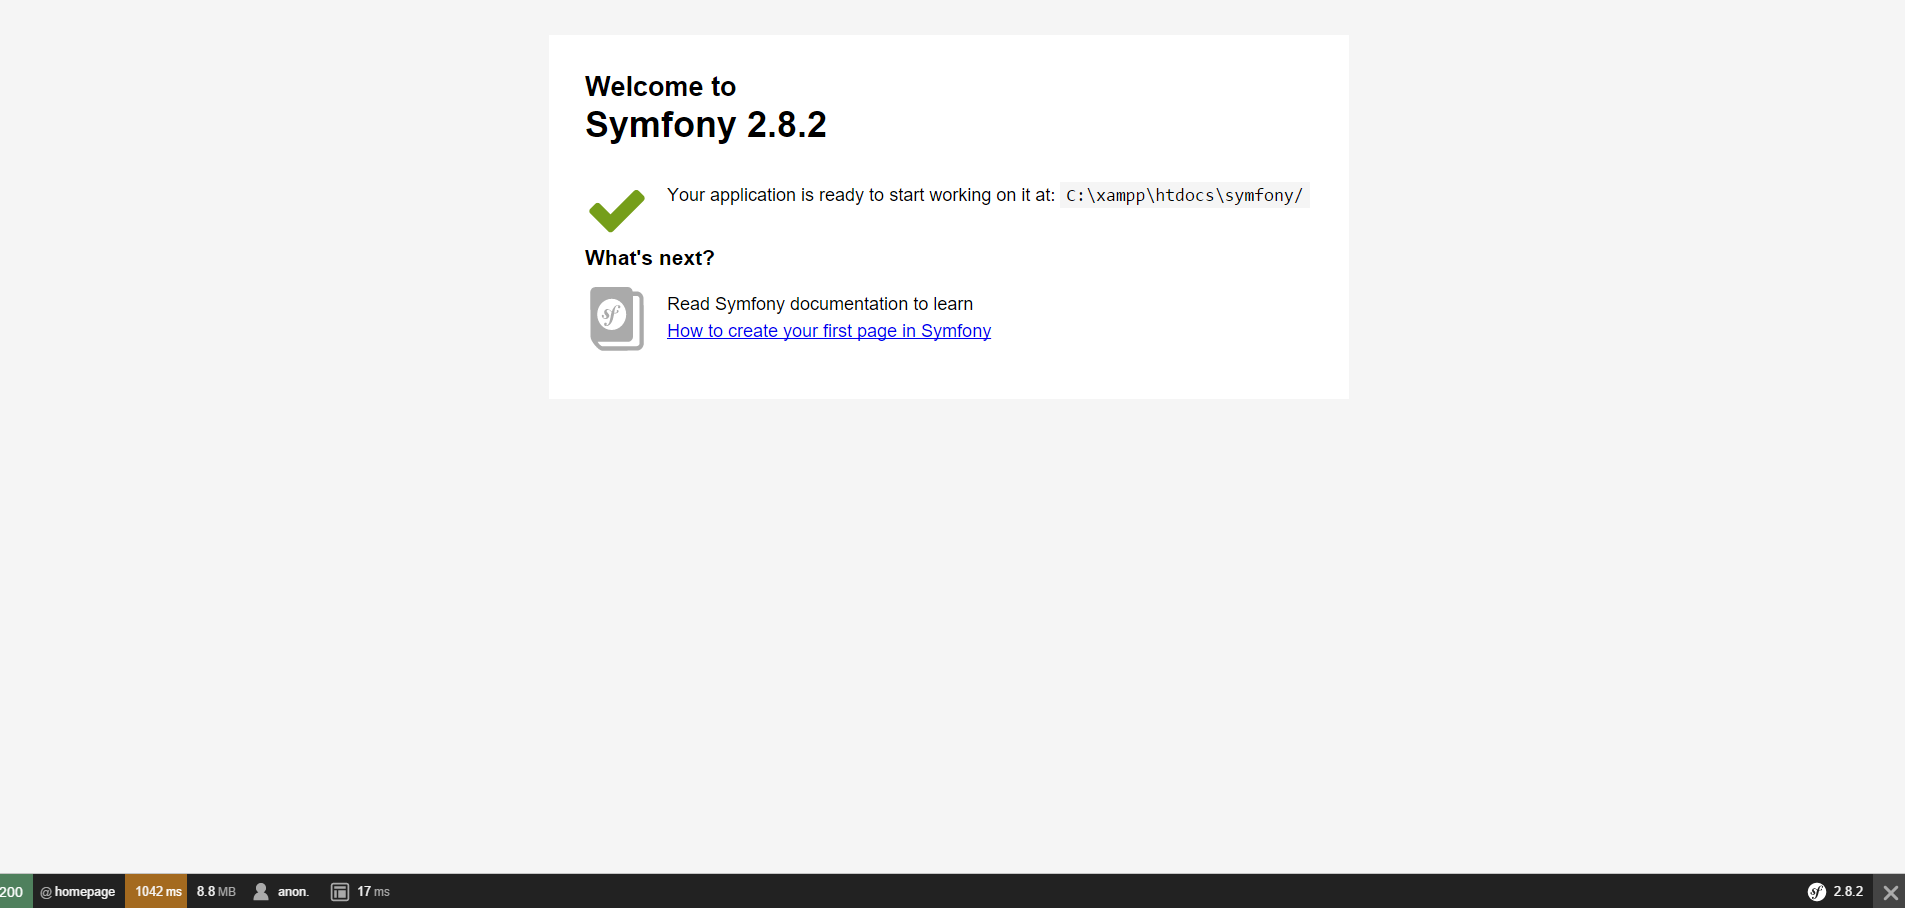 Welcome to
Symfony 2.8.2
Your application is ready to start working on it at: C:\xampp\htdocs\symfony/
What's next?
sf
Read Symfony documentation to learn
How to create your first page in Symfony
200 @ homepage 1042 ms 8.8 MB anon. 17 ms sf 2.8.2